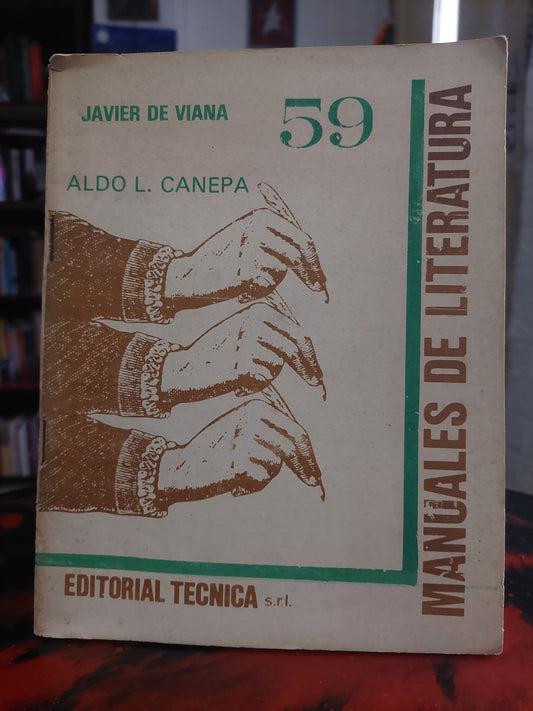 JAVIER DE VIANA
59
ALDO L. CANEPA
MANUALES DE LITERATURA
EDITORIAL TECNICA s.r.l.